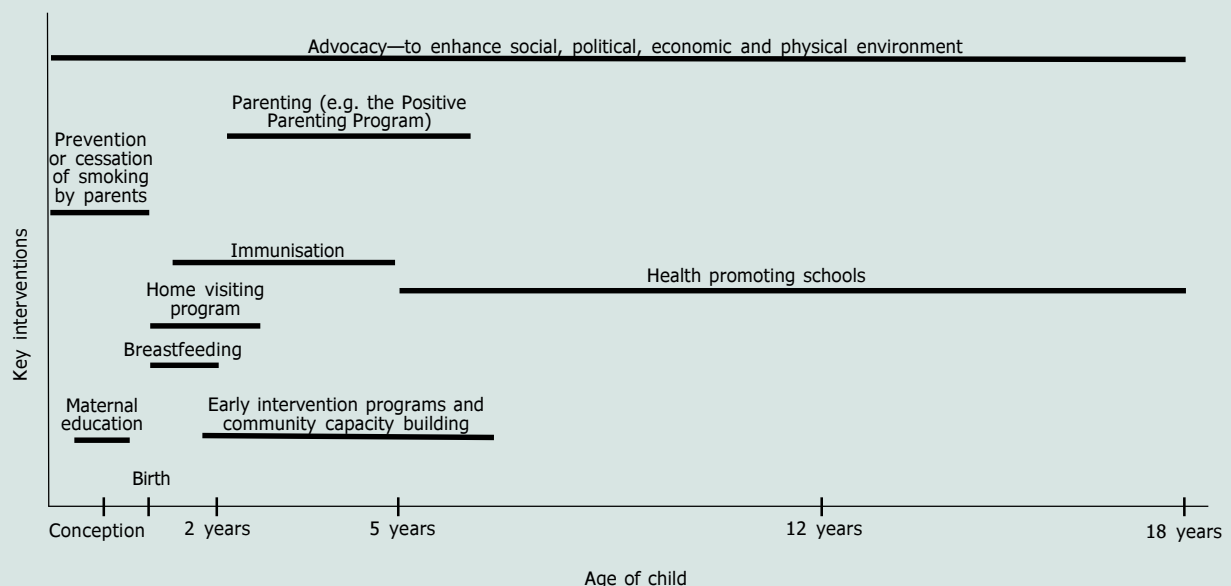 Advocacy—to enhance social, political, economic and physical environment
Parenting (e.g. the Positive
Parenting Program)
Prevention
or cessation
of smoking
by parents
Immunisation
Health promoting schools
Home visiting
program
Breastfeeding
Maternal
education
Early intervention programs and
community capacity building
Key interventions
Birth
Conception
2 years
5 years
12 years
18 years
Age of child